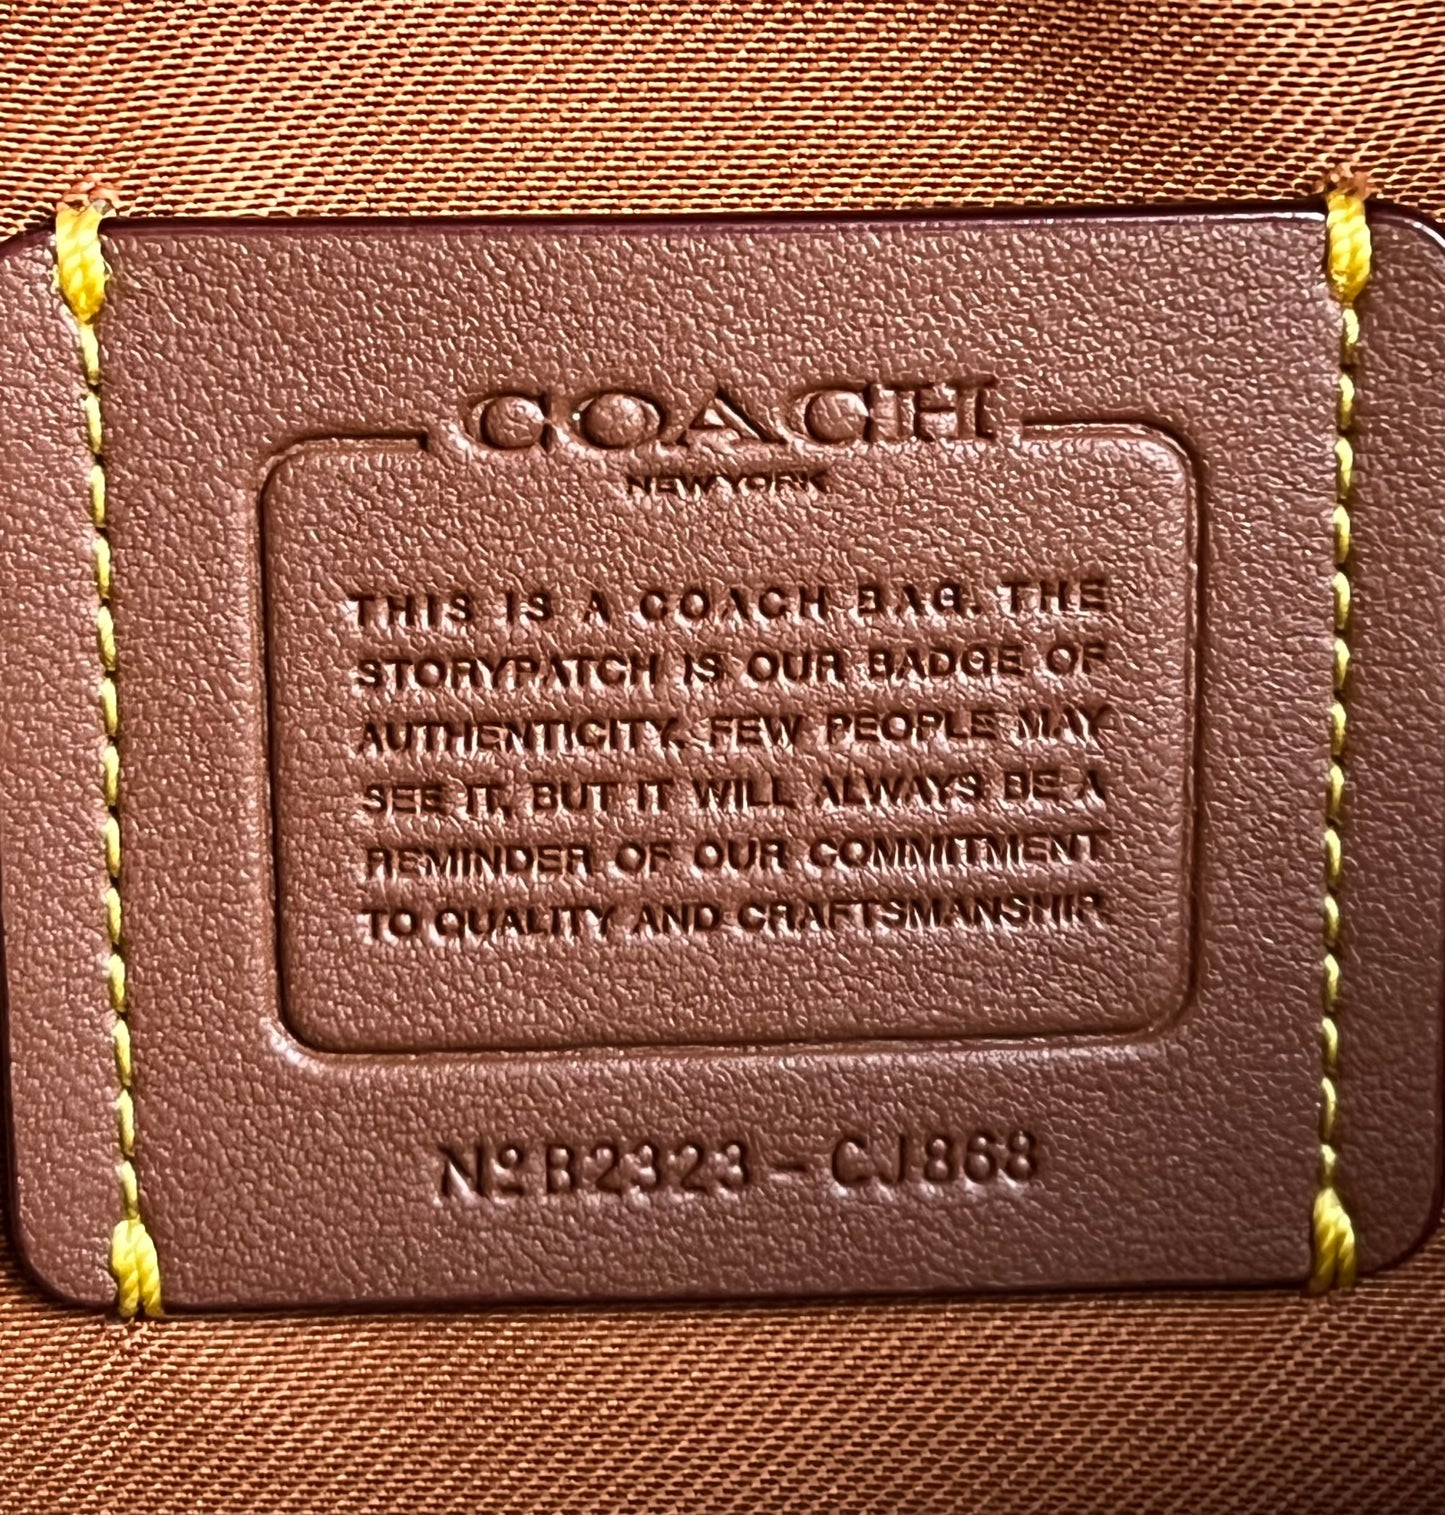 COACH
NEW YORK
THIS IS A COACH BAG. THE
STORYPATCH IS OUR BADGE OF
AUTHENTICITY. FEW PEOPLE MAY
SEE IT, BUT IT WILL ALWAYS BE A
REMINDER OF OUR COMMITMENT
TO QUALITY AND CRAFTSMANSHIP.
Nº B2323-CJ868